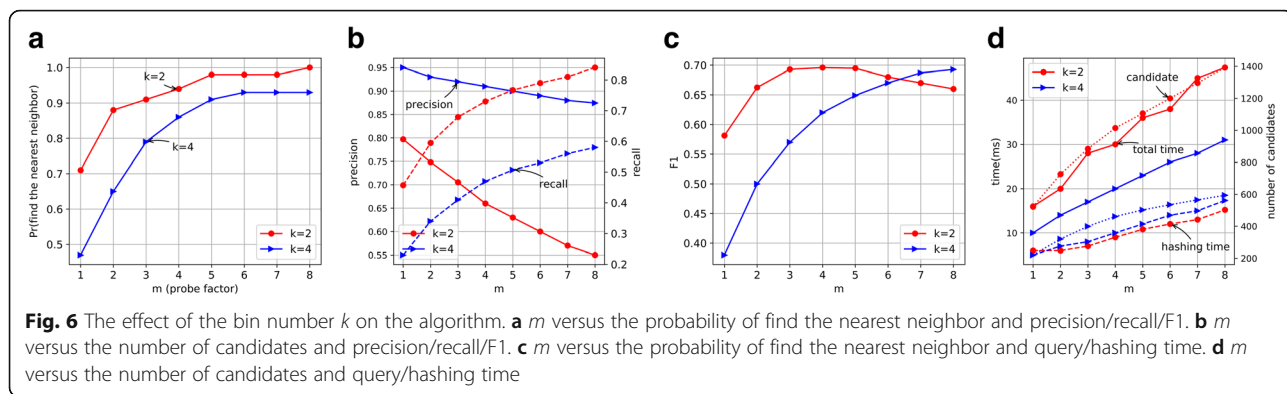 a
b
c
d
Pr(find the nearest neighbor)
1.0
0.9
0.8
0.7
0.6
0.5
k=2
k=4
k=2
k=4
1 2 3 4 5 6 7 8
m (probe factor)
precision
0.95
0.90
0.85
0.80
0.75
0.70
0.65
0.60
0.55
precision
recall
k=2
k=4
0.8
0.7
0.6
0.5
0.4
0.3
0.2
recall
1 2 3 4 5 6 7 8
m
F1
0.70
0.65
0.60
0.55
0.50
0.45
0.40
k=2
k=4
1 2 3 4 5 6 7 8
m
time(ms)
40
30
20
10
k=2
k=4
candidate
total time
hashing time
1400
1200
1000
800
600
400
200
number of candidates
1 2 3 4 5 6 7 8
m
Fig. 6 The effect of the bin number k on the algorithm. a m versus the probability of find the nearest neighbor and precision/recall/F1. b m
versus the number of candidates and precision/recall/F1. c m versus the probability of find the nearest neighbor and query/hashing time. d m
versus the number of candidates and query/hashing time